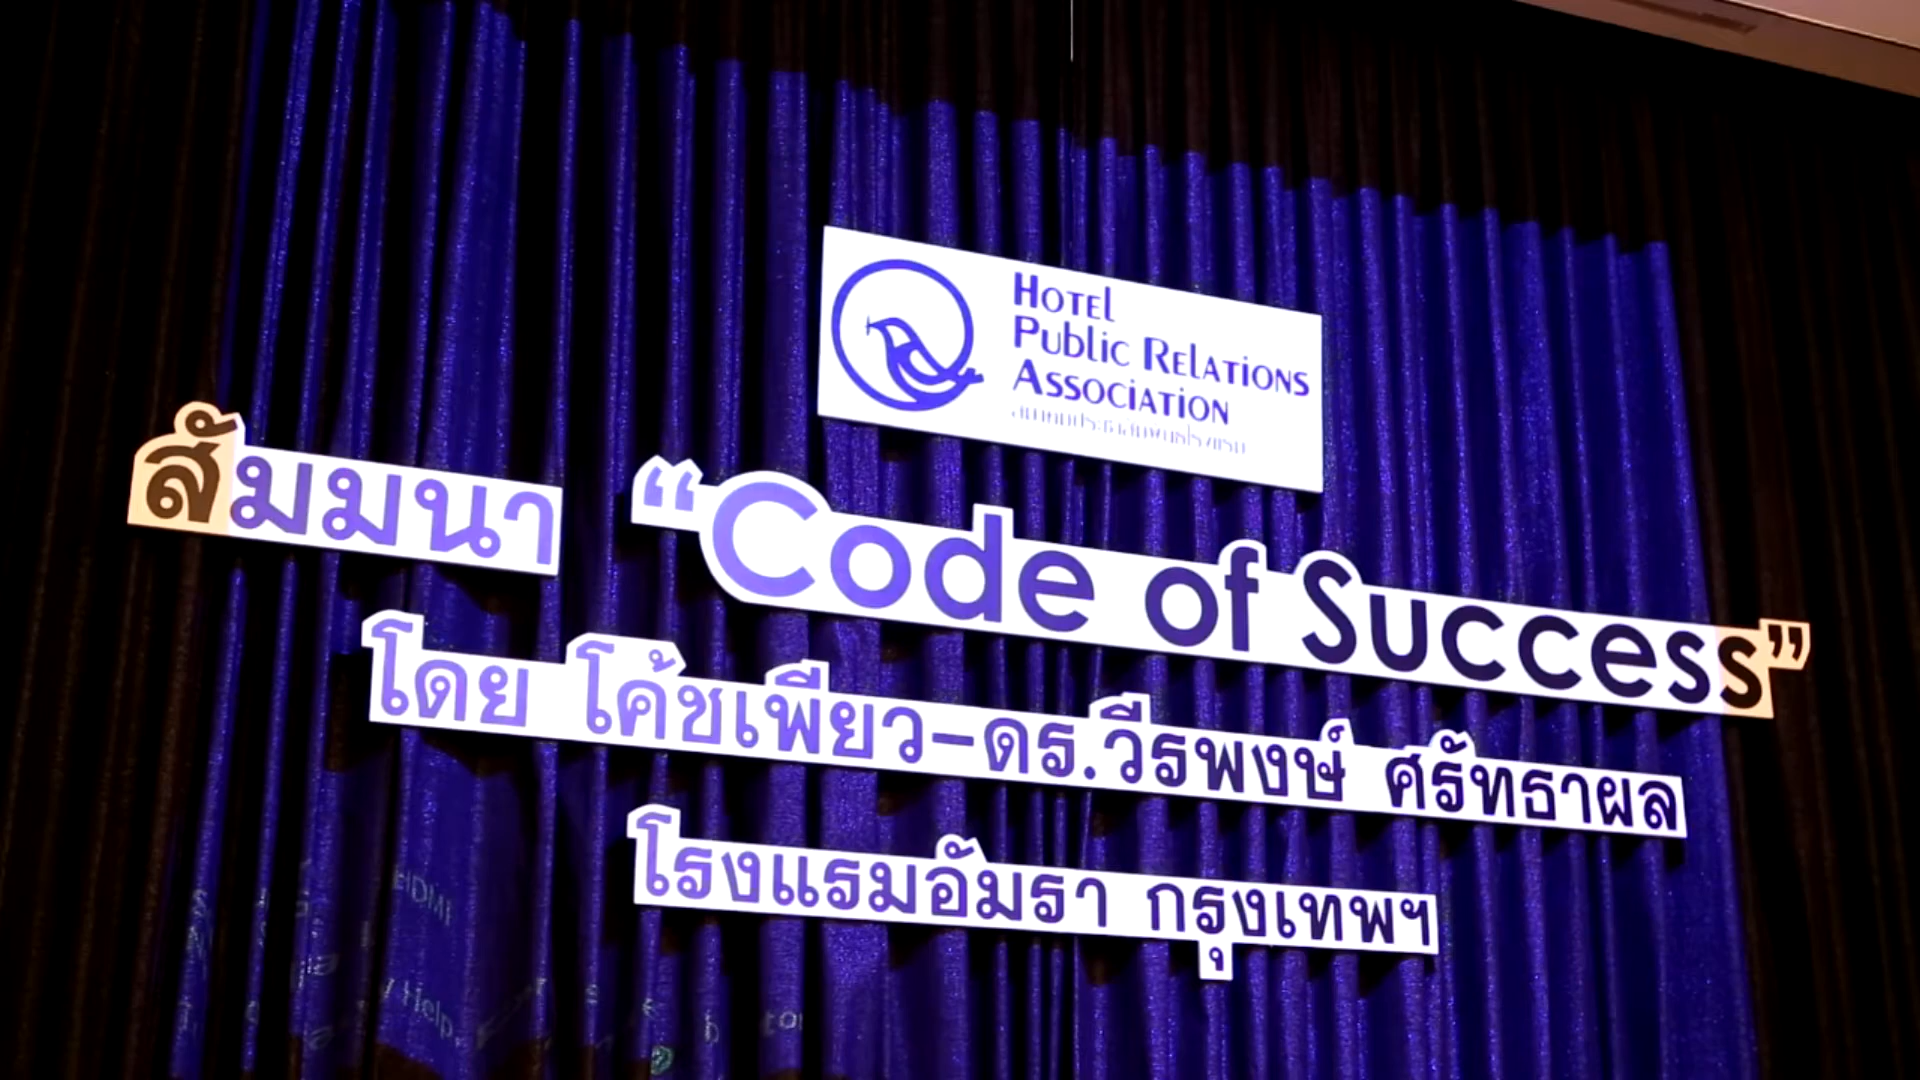 Hotel
Public Relations
Association
สัมมนา “Code of Success”
โดย โค้ชเพียว-ดร.วีรพงษ์ ศรัทธาผล
โรงแรมอัมรา กรุงเทพฯ